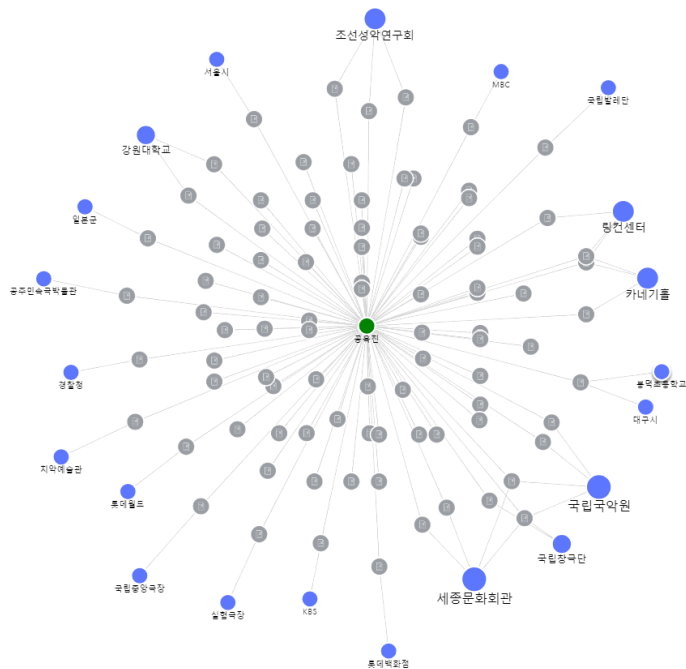 조선성악연구회
서울시
MBC
국립발레단
강원대학교
일본군
링컨센터
공주민속극박물관
카네기홀
공옥진
경찰청
봉덕초등학교
대구시
치악예술관
롯데월드
국립국악원
국립창극단
국립중앙극장
세종문화회관
실험극장
KBS
롯데백화점